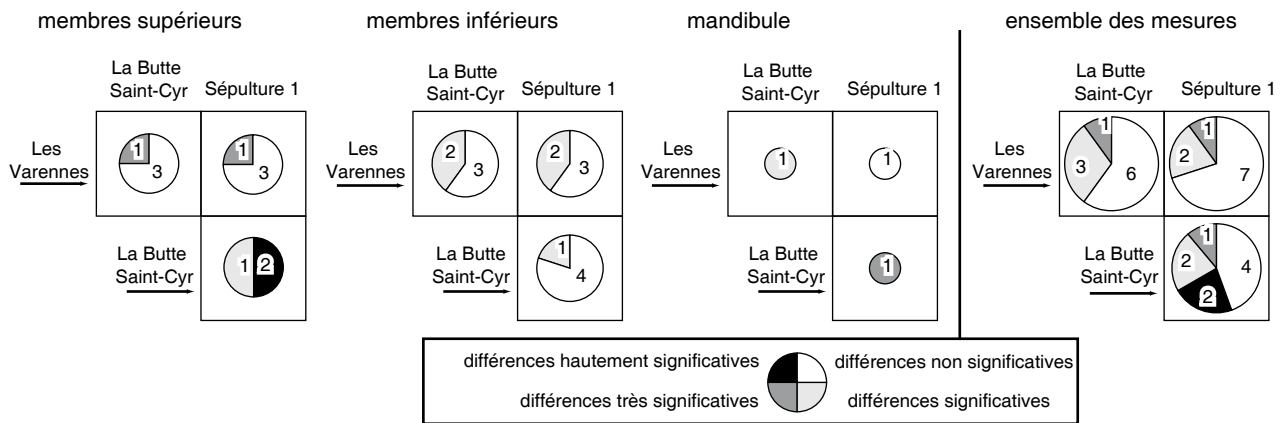 membres supérieurs
membres inférieurs
mandibule
ensemble des mesures
La Butte
Saint-Cyr
Sépulture 1
Les
Varennes
1
3
1
3
La Butte
Saint-Cyr
1
2
La Butte
Saint-Cyr
Sépulture 1
Les
Varennes
2
3
2
3
La Butte
Saint-Cyr
1
4
La Butte
Saint-Cyr
Sépulture 1
Les
Varennes
1
1
La Butte
Saint-Cyr
1
La Butte
Saint-Cyr
Sépulture 1
Les
Varennes
1
3
6
1
2
7
La Butte
Saint-Cyr
1
2
4
2
différences hautement significatives
différences non significatives
différences très significatives
différences significatives